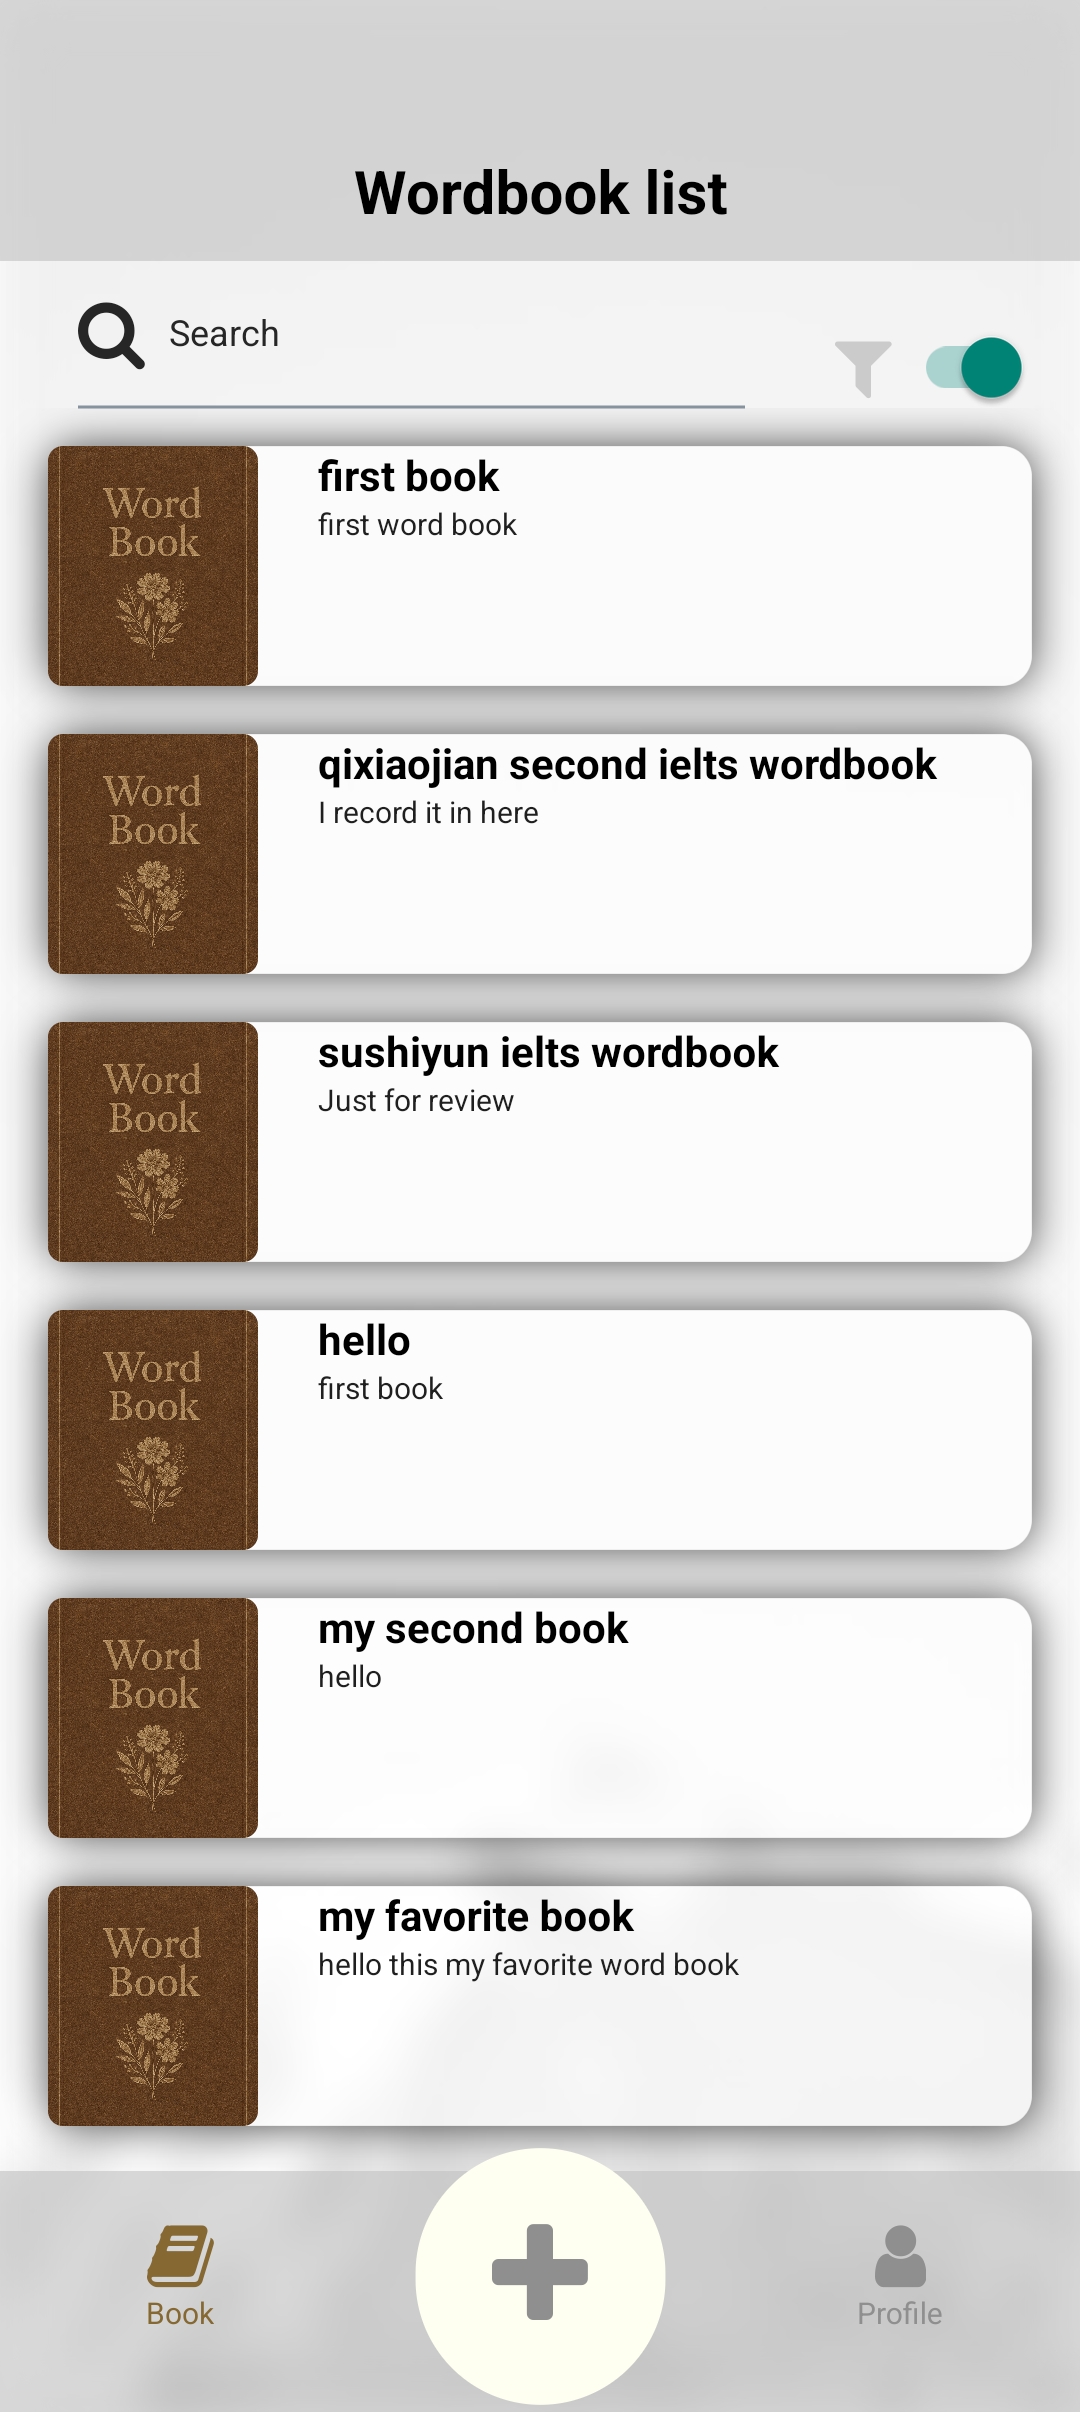 Wordbook list
Search
Word
Book
first book
first word book
Word
Book
qixiaojian second ielts wordbook
I record it in here
Word
Book
sushiyun ielts wordbook
Just for review
Word
Book
hello
first book
Word
Book
my second book
hello
Word
Book
my favorite book
hello this my favorite word book
Book
Profile